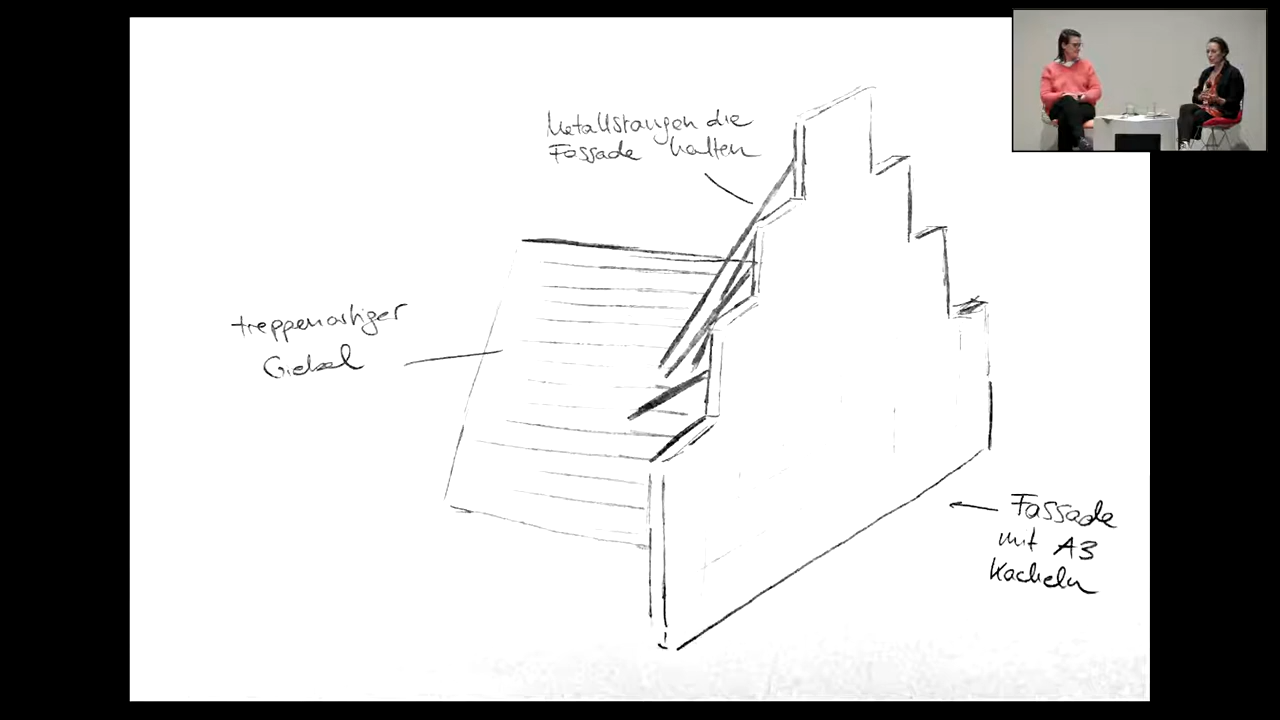 Metallstangen die
Fassade halten
treppenartiger
Giebel
Fassade
mit A3
Kacheln